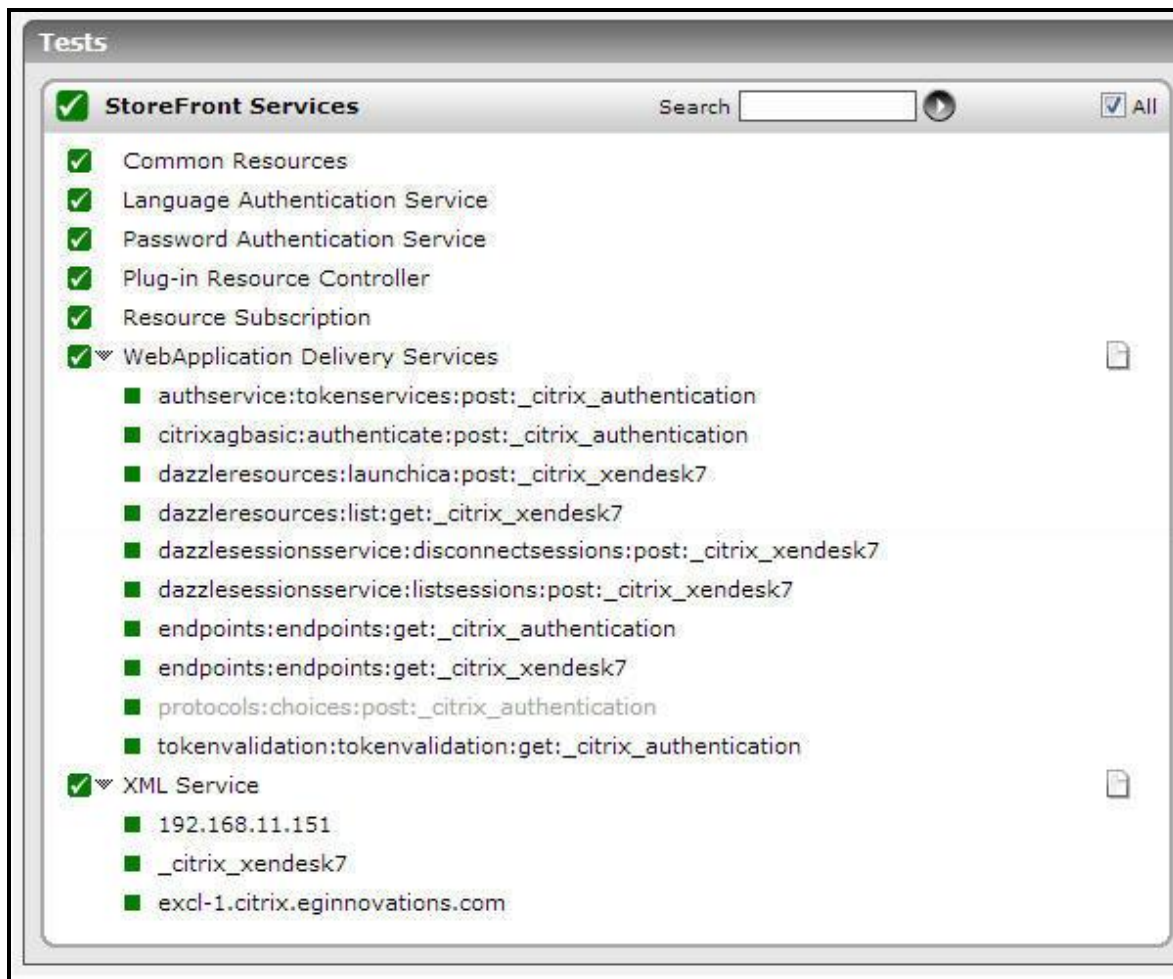 Tests
StoreFront Services Search All
Common Resources
Language Authentication Service
Password Authentication Service
Plug-in Resource Controller
Resource Subscription
WebApplication Delivery Services
authservice:tokenservices:post:_citrix_authentication
citrixagbasic:authenticate:post:_citrix_authentication
dazzleresources:launchica:post:_citrix_xendesk7
dazzleresources:list:get:_citrix_xendesk7
dazzlesessionsservice:disconnectsessions:post:_citrix_xendesk7
dazzlesessionsservice:listsessions:post:_citrix_xendesk7
endpoints:endpoints:get:_citrix_authentication
endpoints:endpoints:get:_citrix_xendesk7
protocols:choices:post:_citrix_authentication
tokenvalidation:tokenvalidation:get:_citrix_authentication
XML Service
192.168.11.151
_citrix_xendesk7
excl-1.citrix.eginnovations.com